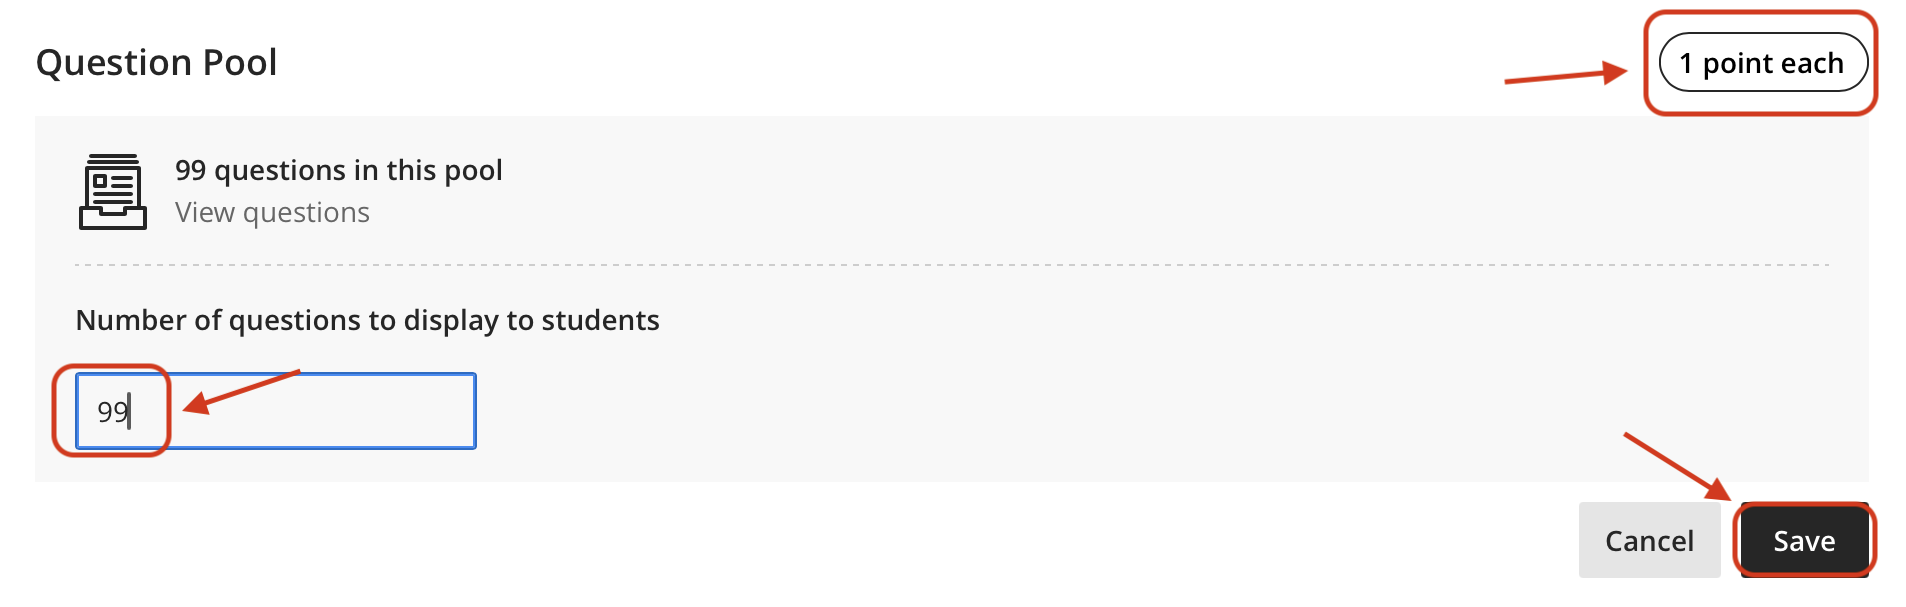 Question Pool
1 point each
99 questions in this pool
View questions
Number of questions to display to students
99
Cancel
Save